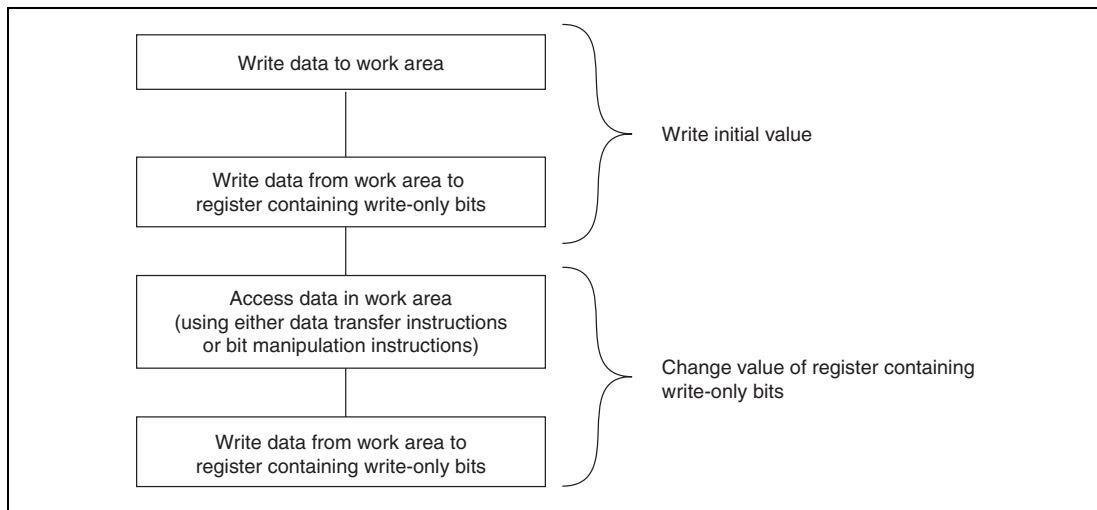 Write data to work area
Write initial value
Write data from work area to
register containing write-only bits
Access data in work area
(using either data transfer instructions
or bit manipulation instructions)
Change value of register containing
write-only bits
Write data from work area to
register containing write-only bits